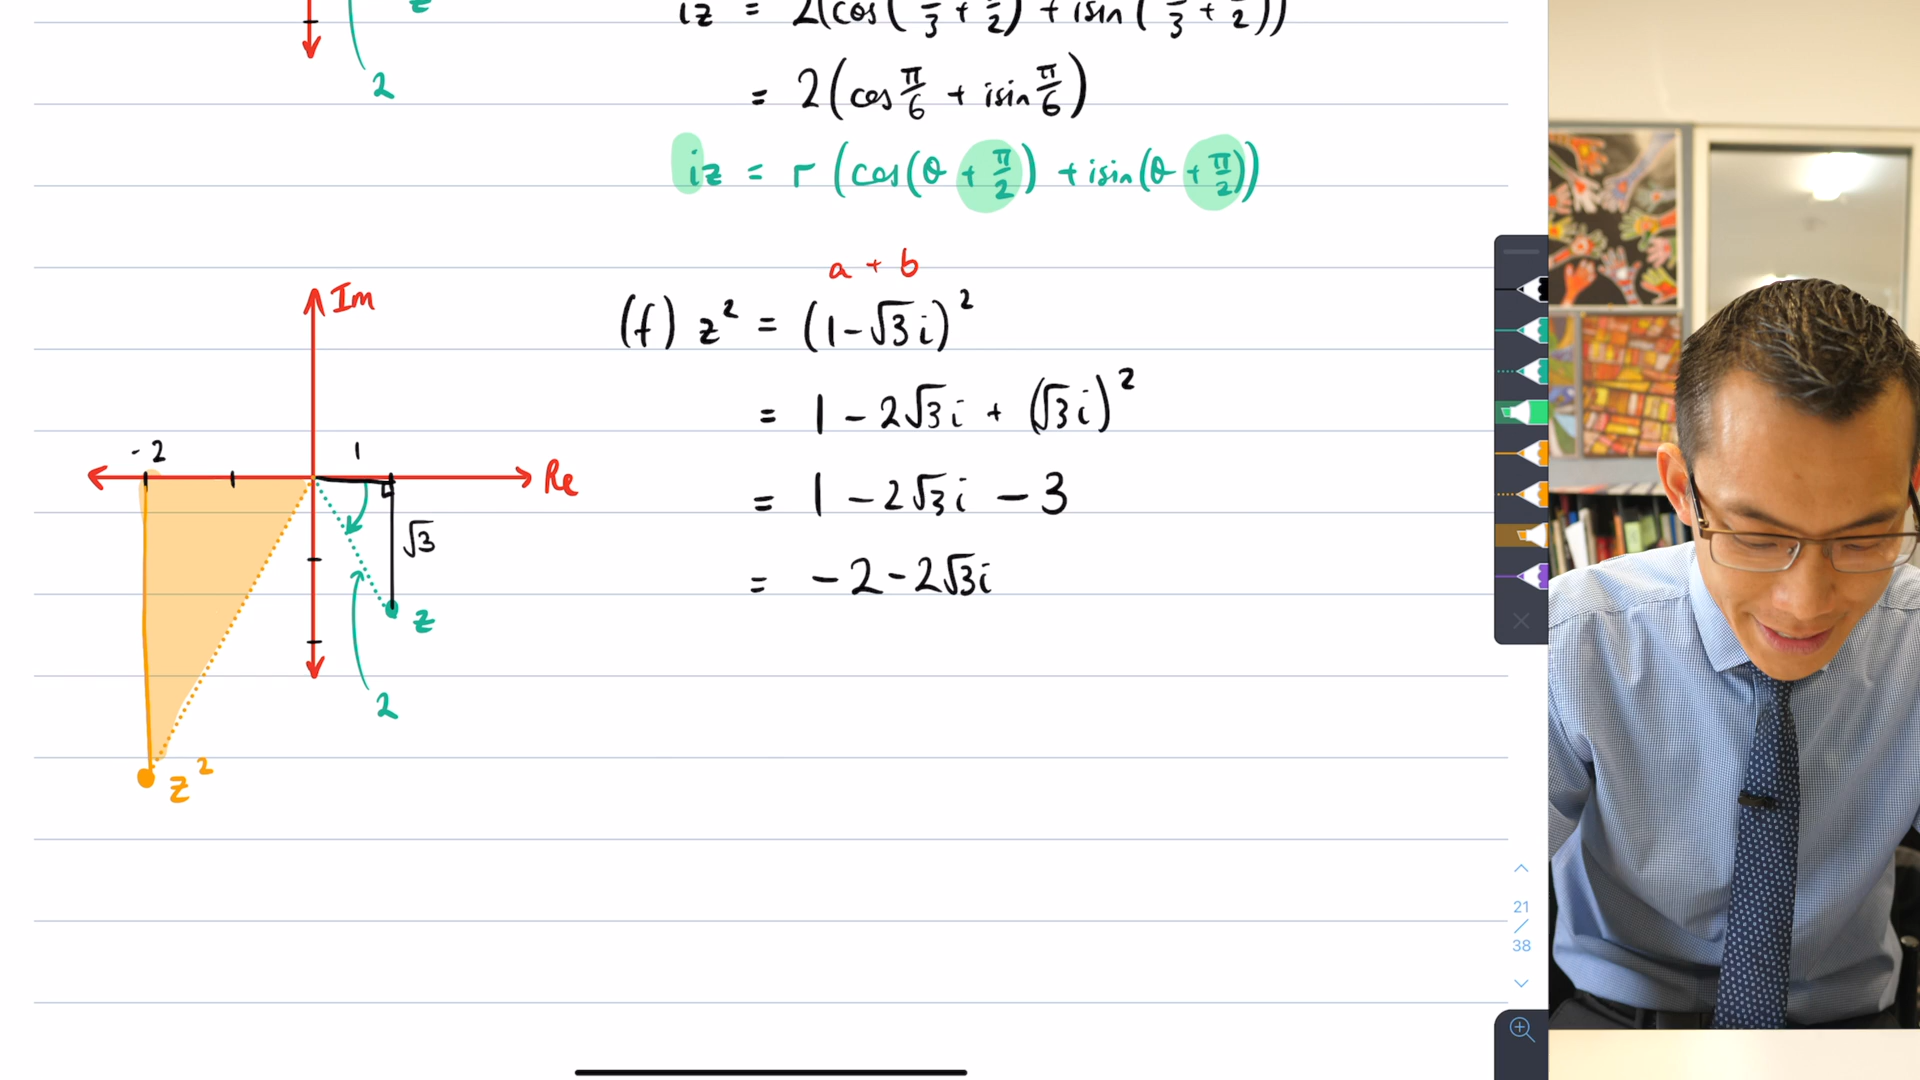 z
2
iz = 2(cos(π/3 + π/2) + isin(π/3 + π/2))
= 2(cos π/6 + isin π/6)
iz = r (cos(θ + π/2) + isin(θ + π/2))
a + b
Im
(f) z² = (1-√3i)²
= 1 - 2√3i + (√3i)²
-2
1
Re
= 1 - 2√3i - 3
√3
= -2-2√3i
z
2
z²
21
/
38